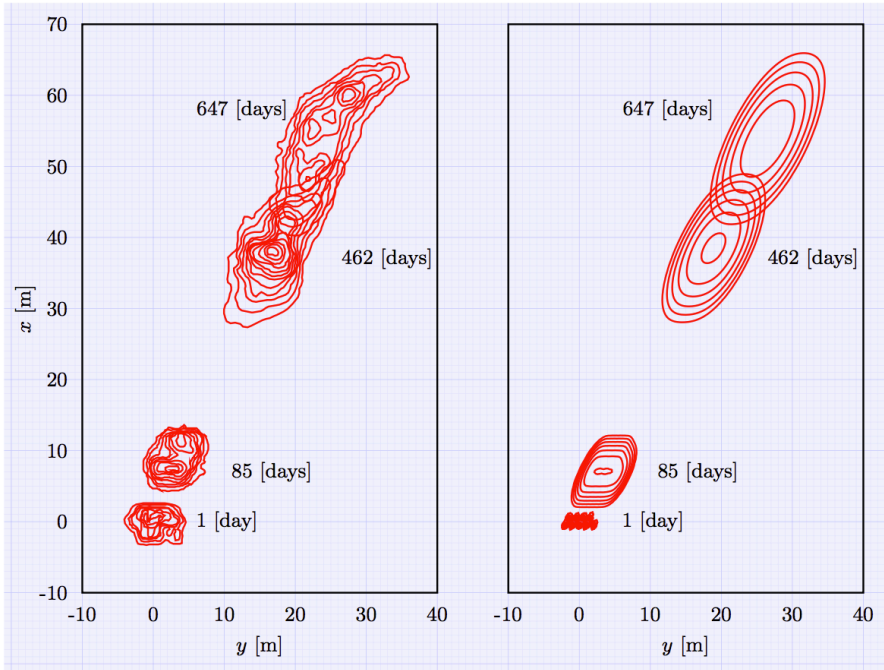 70
60
50
40
30
20
10
0
-10
x [m]
647 [days]
462 [days]
85 [days]
1 [day]
-10 0 10 20 30 40
y [m]
647 [days]
462 [days]
85 [days]
1 [day]
-10 0 10 20 30 40
y [m]